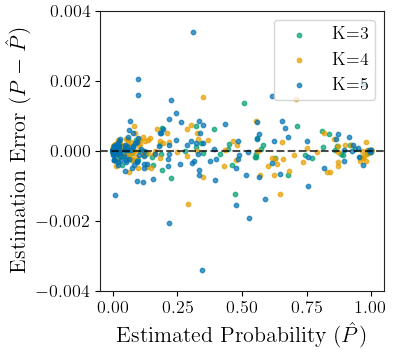 0.004
0.002
0.000
−0.002
−0.004
Estimation Error (P − P̂)
K=3
K=4
K=5
0.00 0.25 0.50 0.75 1.00
Estimated Probability (P̂)